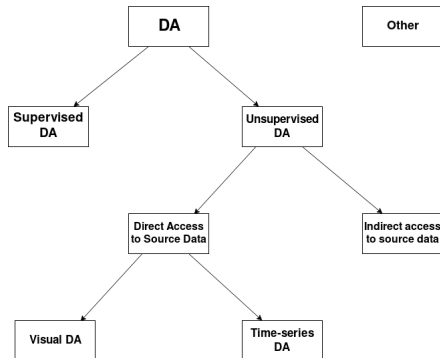 DA
Other
Supervised
DA
Unsupervised
DA
Direct Access
to Source Data
Indirect access
to source data
Visual DA
Time-series
DA